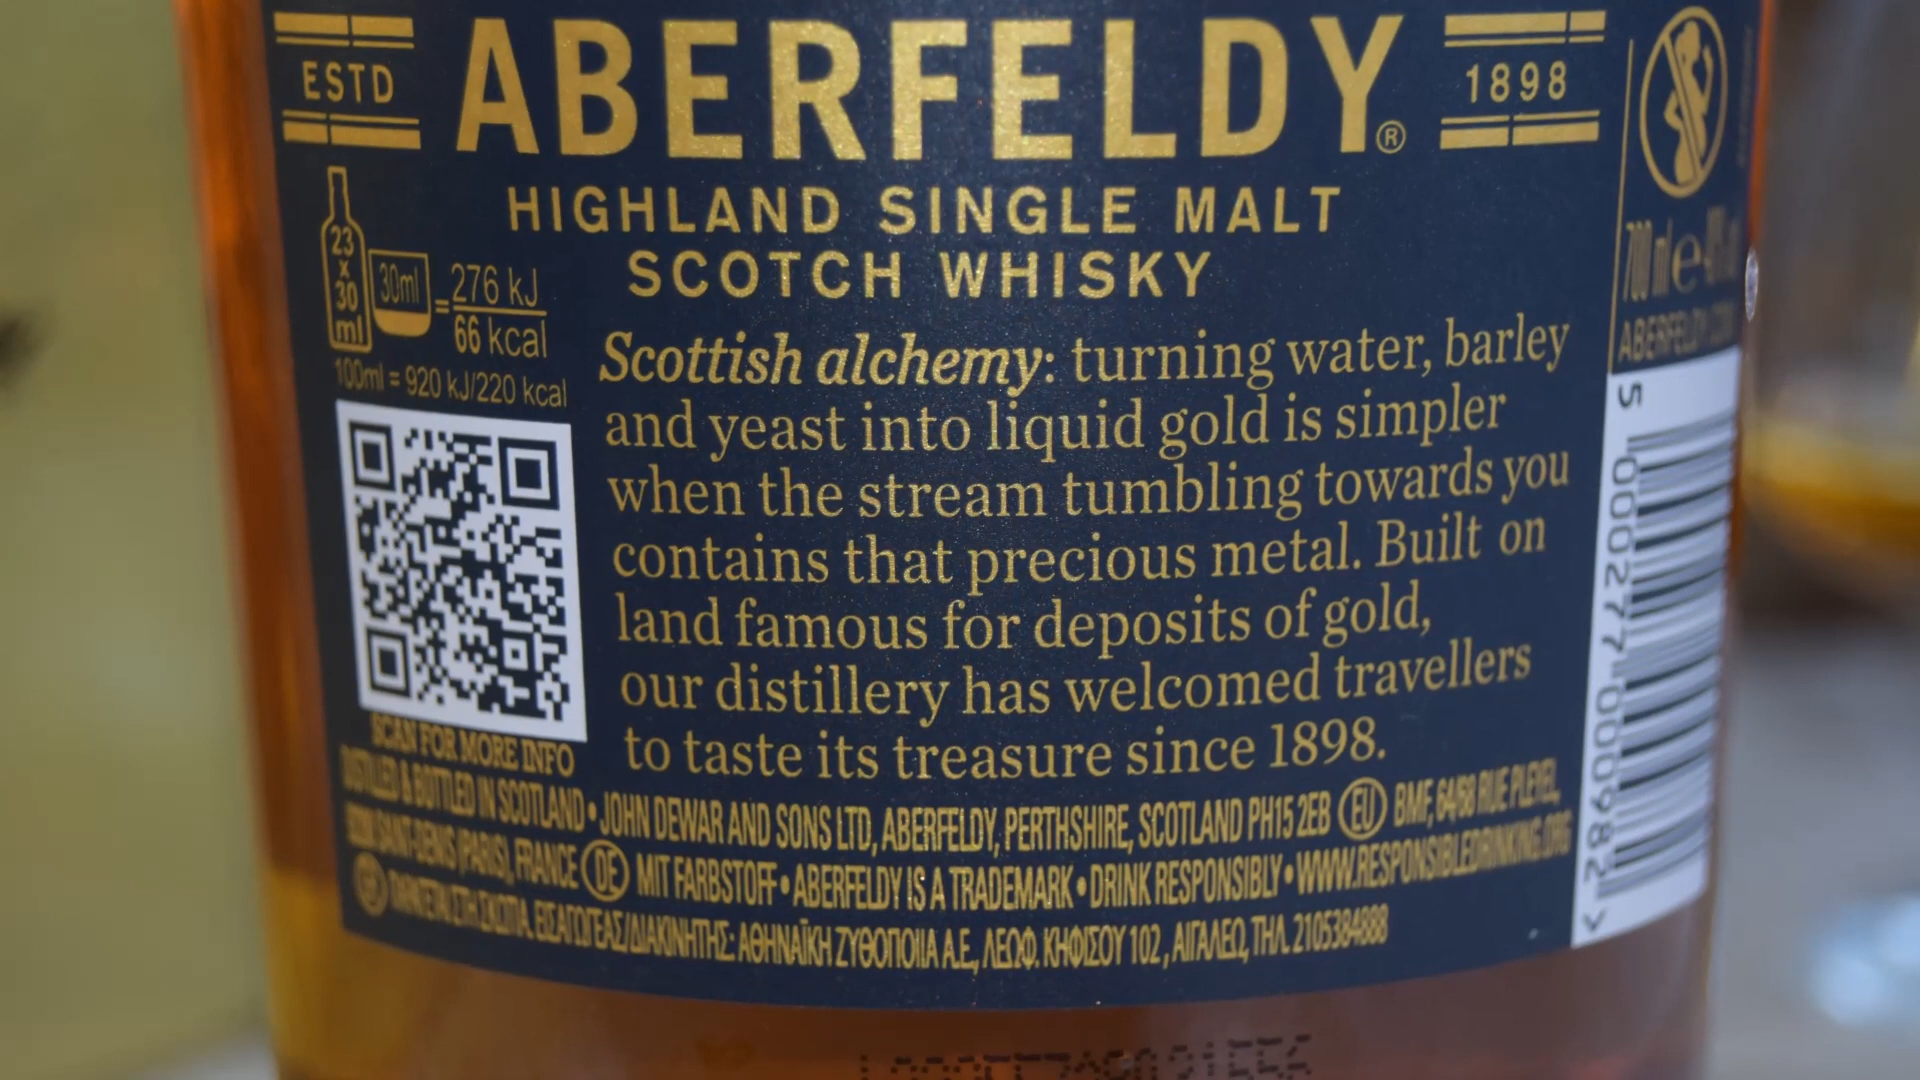 ESTD
ABERFELDY®
1898
HIGHLAND SINGLE MALT
SCOTCH WHISKY
23
x
30
ml
30ml
=
276 kJ
66 kcal
100ml = 920 kJ/220 kcal
Scottish alchemy: turning water, barley
and yeast into liquid gold is simpler
when the stream tumbling towards you
contains that precious metal. Built on
land famous for deposits of gold,
our distillery has welcomed travellers
to taste its treasure since 1898.
SCAN FOR MORE INFO
DISTILLED & BOTTLED IN SCOTLAND • JOHN DEWAR AND SONS LTD, ABERFELDY, PERTHSHIRE, SCOTLAND PH15 2EB EU BMF, 64/68 RUE PLEYEL,
SAINT-DENIS (PARIS), FRANCE DE MIT FARBSTOFF • ABERFELDY IS A TRADEMARK • DRINK RESPONSIBLY • WWW.RESPONSIBLEDRINKING.ORG
ΕΙΣΑΓΩΓΕΑΣ/ΔΙΑΚΙΝΗΤΗΣ: ΑΘΗΝΑΪΚΗ ΖΥΘΟΠΟΙΙΑ Α.Ε., ΛΕΩΦ. ΚΗΦΙΣΟΥ 102, ΑΙΓΑΛΕΩ, ΤΗΛ. 2105384888
700 ml e
ABERFELDY.COM
5 000277 000982 >